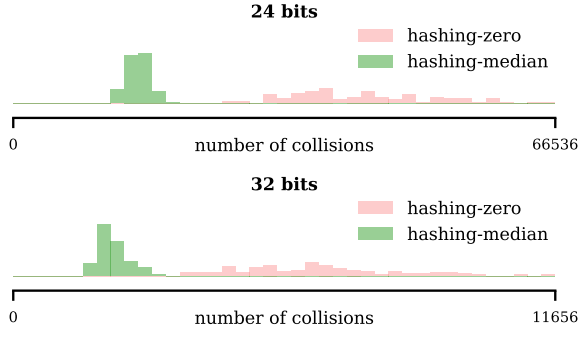 24 bits
hashing-zero
hashing-median
0
number of collisions
66536
32 bits
hashing-zero
hashing-median
0
number of collisions
11656